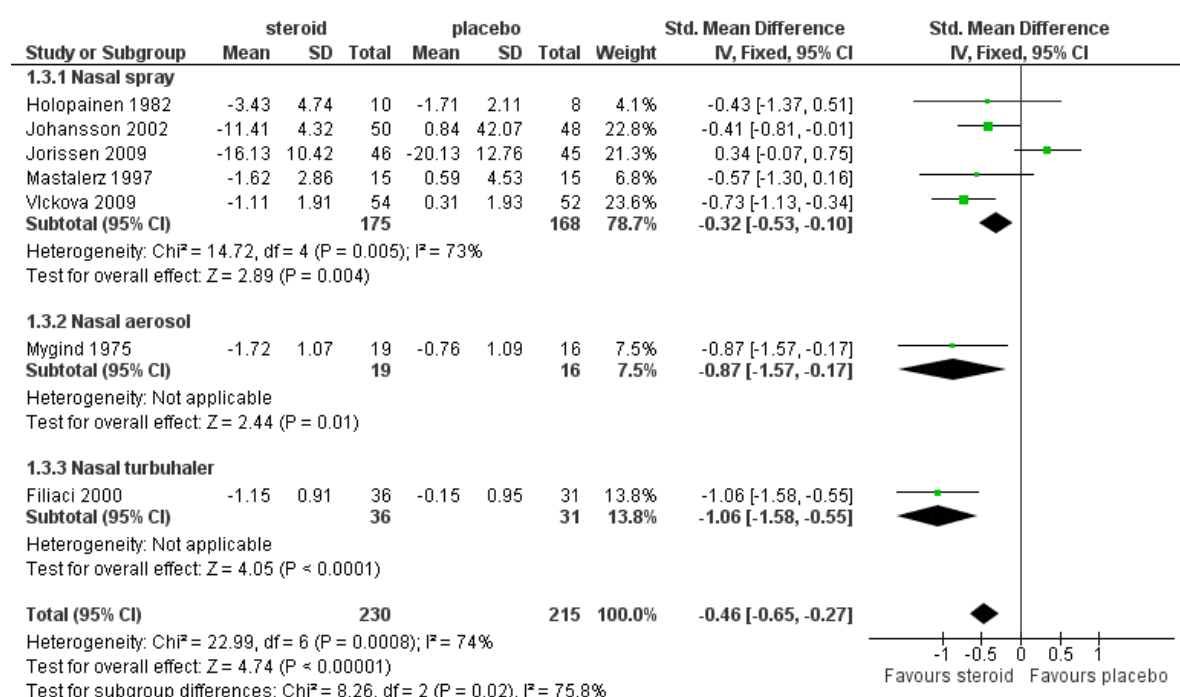 steroid placebo Std. Mean Difference Std. Mean Difference
Study or Subgroup Mean SD Total Mean SD Total Weight IV, Fixed, 95% CI IV, Fixed, 95% CI
1.3.1 Nasal spray
Holopainen 1982 -3.43 4.74 10 -1.71 2.11 8 4.1% -0.43 [-1.37, 0.51]
Johansson 2002 -11.41 4.32 50 0.84 42.07 48 22.8% -0.41 [-0.81, -0.01]
Jorissen 2009 -16.13 10.42 46 -20.13 12.76 45 21.3% 0.34 [-0.07, 0.75]
Mastalerz 1997 -1.62 2.86 15 0.59 4.53 15 6.8% -0.57 [-1.30, 0.16]
Vlckova 2009 -1.11 1.91 54 0.31 1.93 52 23.6% -0.73 [-1.13, -0.34]
Subtotal (95% CI) 175 168 78.7% -0.32 [-0.53, -0.10]
Heterogeneity: Chi² = 14.72, df = 4 (P = 0.005); I² = 73%
Test for overall effect: Z = 2.89 (P = 0.004)
1.3.2 Nasal aerosol
Mygind 1975 -1.72 1.07 19 -0.76 1.09 16 7.5% -0.87 [-1.57, -0.17]
Subtotal (95% CI) 19 16 7.5% -0.87 [-1.57, -0.17]
Heterogeneity: Not applicable
Test for overall effect: Z = 2.44 (P = 0.01)
1.3.3 Nasal turbuhaler
Filiaci 2000 -1.15 0.91 36 -0.15 0.95 31 13.8% -1.06 [-1.58, -0.55]
Subtotal (95% CI) 36 31 13.8% -1.06 [-1.58, -0.55]
Heterogeneity: Not applicable
Test for overall effect: Z = 4.05 (P < 0.0001)
Total (95% CI) 230 215 100.0% -0.46 [-0.65, -0.27]
Heterogeneity: Chi² = 22.99, df = 6 (P = 0.0008); I² = 74%
Test for overall effect: Z = 4.74 (P < 0.00001)
Test for subgroup differences: Chi² = 8.26, df = 2 (P = 0.02), I² = 75.8%
-1 -0.5 0 0.5 1
Favours steroid Favours placebo